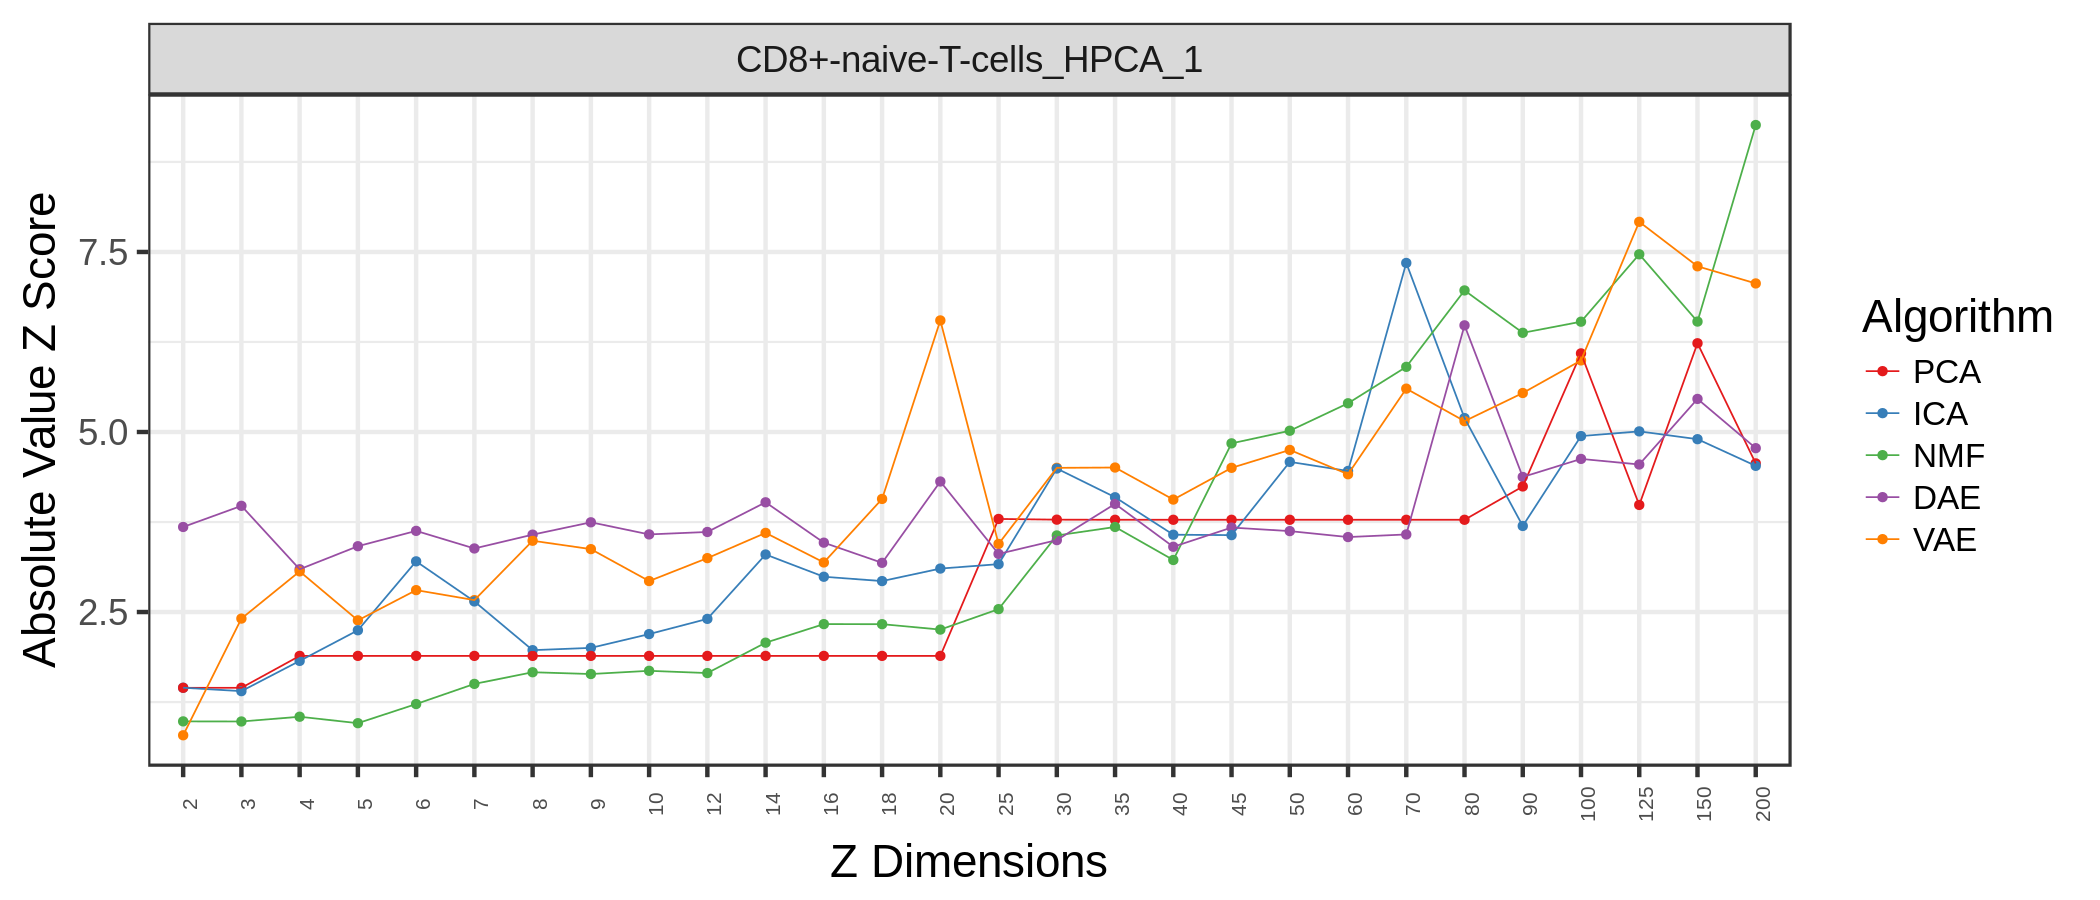 CD8+-naive-T-cells_HPCA_1
Absolute Value Z Score
7.5
5.0
2.5
2 3 4 5 6 7 8 9 10 12 14 16 18 20 25 30 35 40 45 50 60 70 80 90 100 125 150 200
Z Dimensions
Algorithm
PCA
ICA
NMF
DAE
VAE